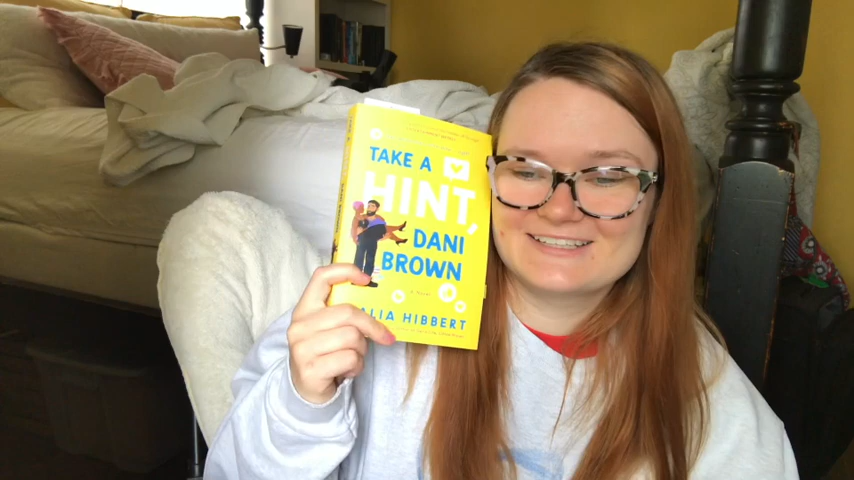 TAKE A
HINT,
DANI
BROWN
ALIA HIBBERT